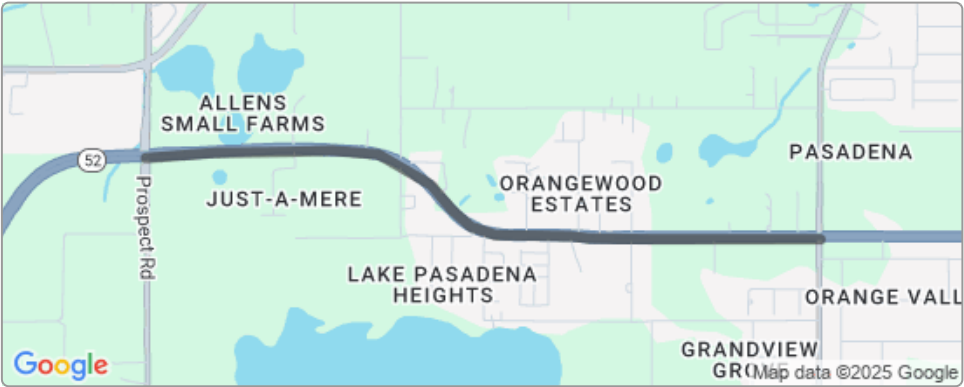 ALLENS
SMALL FARMS
52
PASADENA
JUST-A-MERE
ORANGEWOOD
ESTATES
Prospect Rd
LAKE PASADENA
HEIGHTS
ORANGE VALL
GRANDVIEW
Google
Map data ©2025 Google